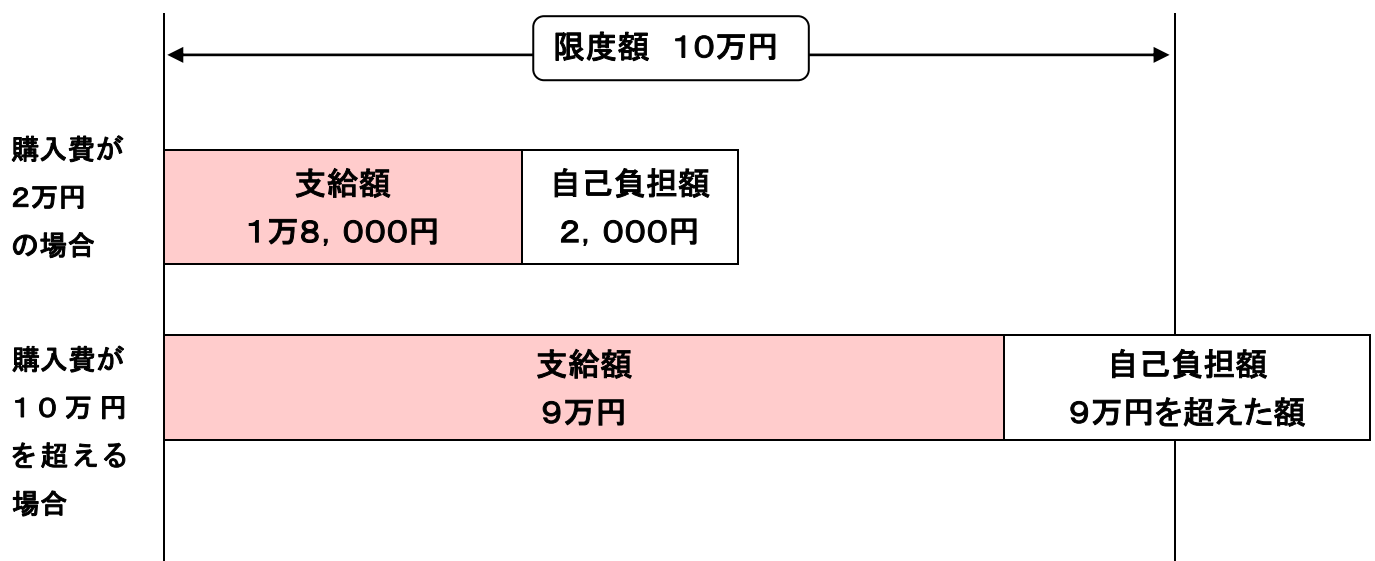 限度額　１０万円
購入費が
２万円
の場合
支給額
１万８，０００円
自己負担額
２，０００円
購入費が
１０万円
を超える
場合
支給額
９万円
自己負担額
９万円を超えた額